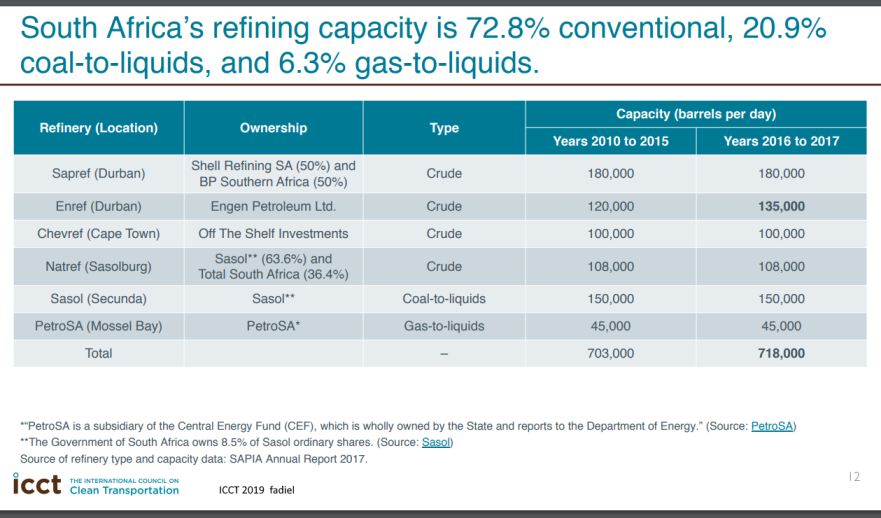 South Africa's refining capacity is 72.8% conventional, 20.9%
coal-to-liquids, and 6.3% gas-to-liquids.
Refinery (Location) Ownership Type Capacity (barrels per day)
Years 2010 to 2015 Years 2016 to 2017
Sapref (Durban) Shell Refining SA (50%) and
BP Southern Africa (50%) Crude 180,000 180,000
Enref (Durban) Engen Petroleum Ltd. Crude 120,000 135,000
Chevref (Cape Town) Off The Shelf Investments Crude 100,000 100,000
Natref (Sasolburg) Sasol** (63.6%) and
Total South Africa (36.4%) Crude 108,000 108,000
Sasol (Secunda) Sasol** Coal-to-liquids 150,000 150,000
PetroSA (Mossel Bay) PetroSA* Gas-to-liquids 45,000 45,000
Total – 703,000 718,000
*"PetroSA is a subsidiary of the Central Energy Fund (CEF), which is wholly owned by the State and reports to the Department of Energy." (Source: PetroSA)
**The Government of South Africa owns 8.5% of Sasol ordinary shares. (Source: Sasol)
Source of refinery type and capacity data: SAPIA Annual Report 2017.
icct THE INTERNATIONAL COUNCIL ON
Clean Transportation
ICCT 2019 fadiel
12